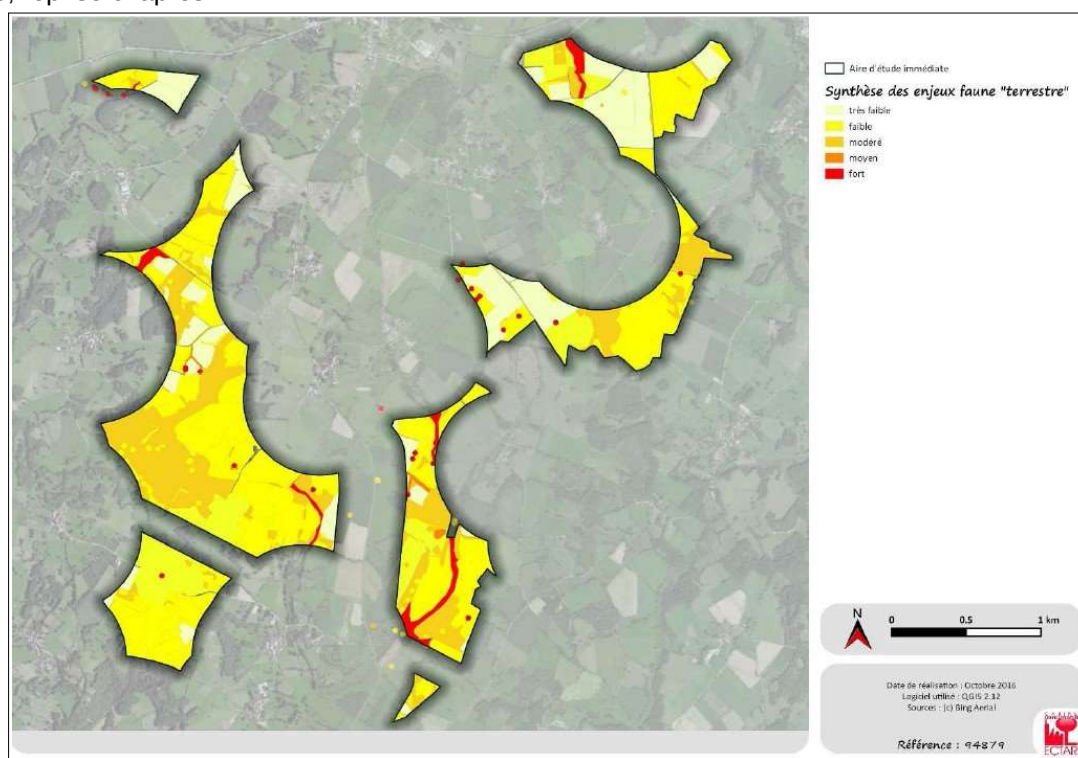 Aire d'étude immédiate
Synthèse des enjeux faune "terrestre"
très faible
faible
modéré
moyen
fort
N
0 0.5 1 km
Date de réalisation : Octobre 2016
Logiciel utilisé : QGIS 2.12
Sources : (c) Bing Aerial
Référence : 94879
ECTARE